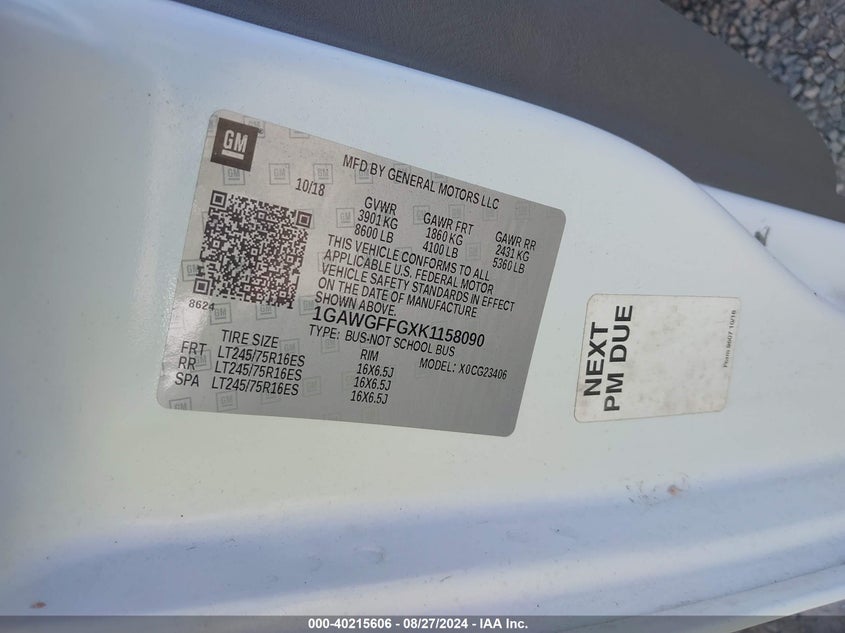 GM
MFD BY GENERAL MOTORS LLC
10/18
GVWR GAWR FRT GAWR RR
3901 KG 1860 KG 2431 KG
8600 LB 4100 LB 5360 LB
THIS VEHICLE CONFORMS TO ALL
APPLICABLE U.S. FEDERAL MOTOR
VEHICLE SAFETY STANDARDS IN EFFECT
ON THE DATE OF MANUFACTURE
SHOWN ABOVE.
8624
1GAWGFFGXK1158090
TYPE: BUS-NOT SCHOOL BUS
MODEL: X0CG23406
TIRE SIZE RIM
FRT LT245/75R16ES 16X6.5J
RR LT245/75R16ES 16X6.5J
SPA LT245/75R16ES 16X6.5J
NEXT
PM DUE
Form 8607 10/18
000-40215606 - 08/27/2024 - IAA Inc.